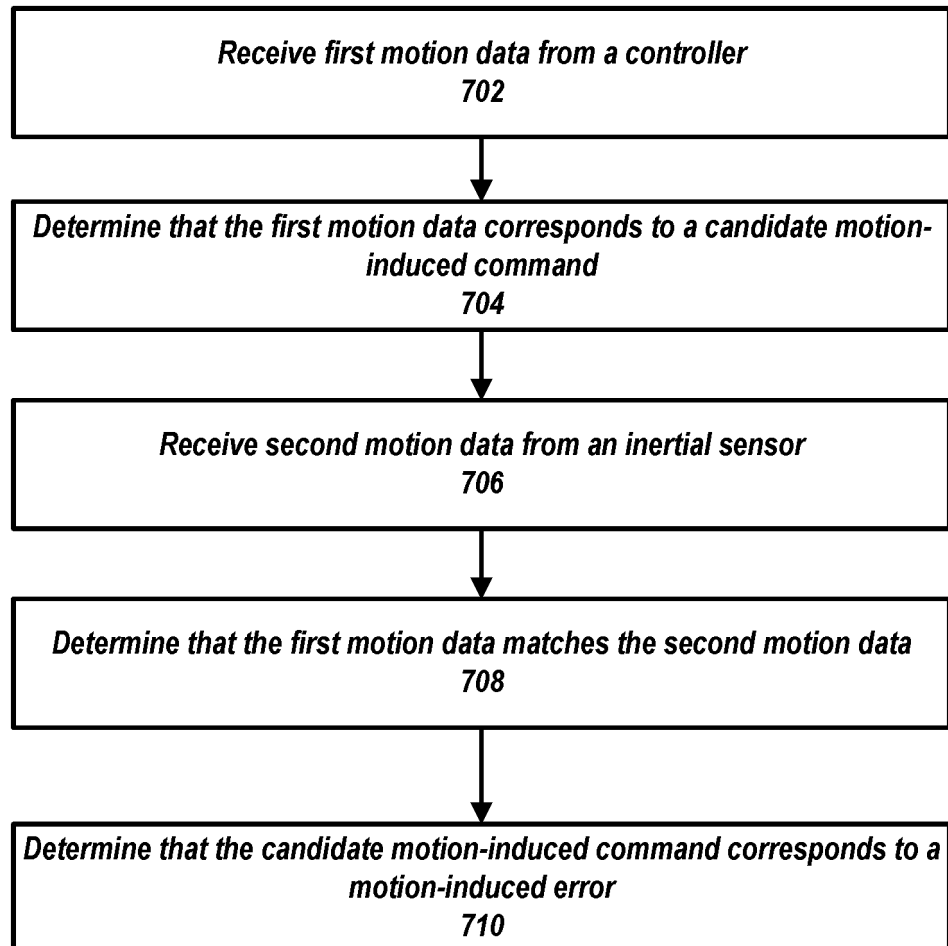 Receive first motion data from a controller
702
Determine that the first motion data corresponds to a candidate motion-
induced command
704
Receive second motion data from an inertial sensor
706
Determine that the first motion data matches the second motion data
708
Determine that the candidate motion-induced command corresponds to a
motion-induced error
710